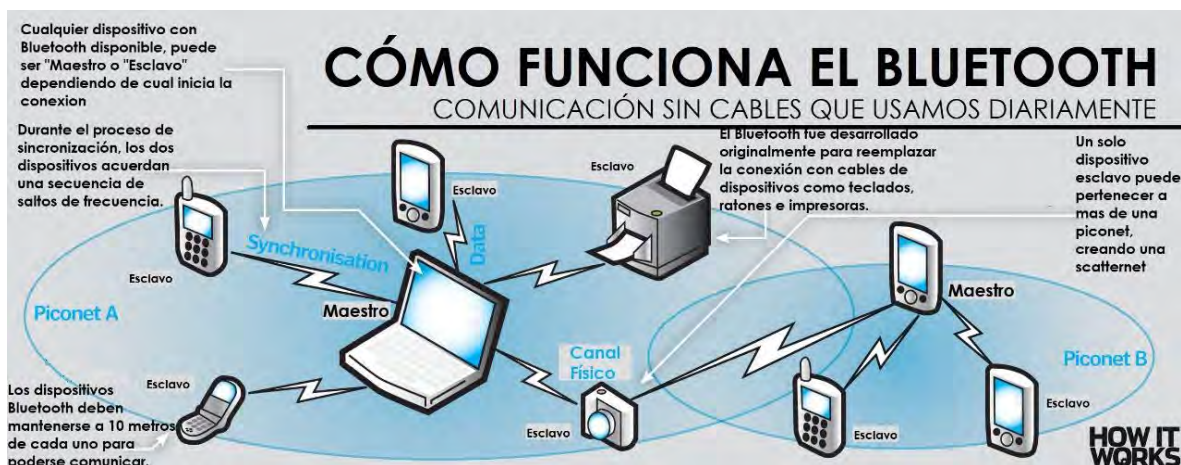 CÓMO FUNCIONA EL BLUETOOTH
COMUNICACIÓN SIN CABLES QUE USAMOS DIARIAMENTE
Cualquier dispositivo con
Bluetooth disponible, puede
ser "Maestro o "Esclavo"
dependiendo de cual inicia la
conexion
Durante el proceso de
sincronización, los dos
dispositivos acuerdan
una secuencia de
saltos de frecuencia.
El Bluetooth fue desarrollado
originalmente para reemplazar
la conexión con cables de
dispositivos como teclados,
ratones e impresoras.
Un solo
dispositivo
esclavo puede
pertenecer a
mas de una
piconet,
creando una
scatternet
Esclavo
Esclavo
Esclavo
Synchronisation
Data
Piconet A
Maestro
Maestro
Canal
Físico
Piconet B
Esclavo
Esclavo
Esclavo
Esclavo
Los dispositivos
Bluetooth deben
mantenerse a 10 metros
de cada uno para
poderse comunicar.
HOW IT
WORKS